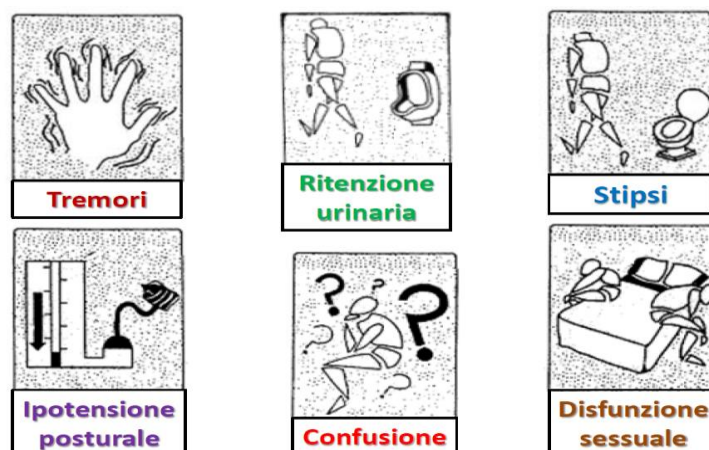 Tremori
Ritenzione
urinaria
Stipsi
Ipotensione
posturale
Confusione
Disfunzione
sessuale